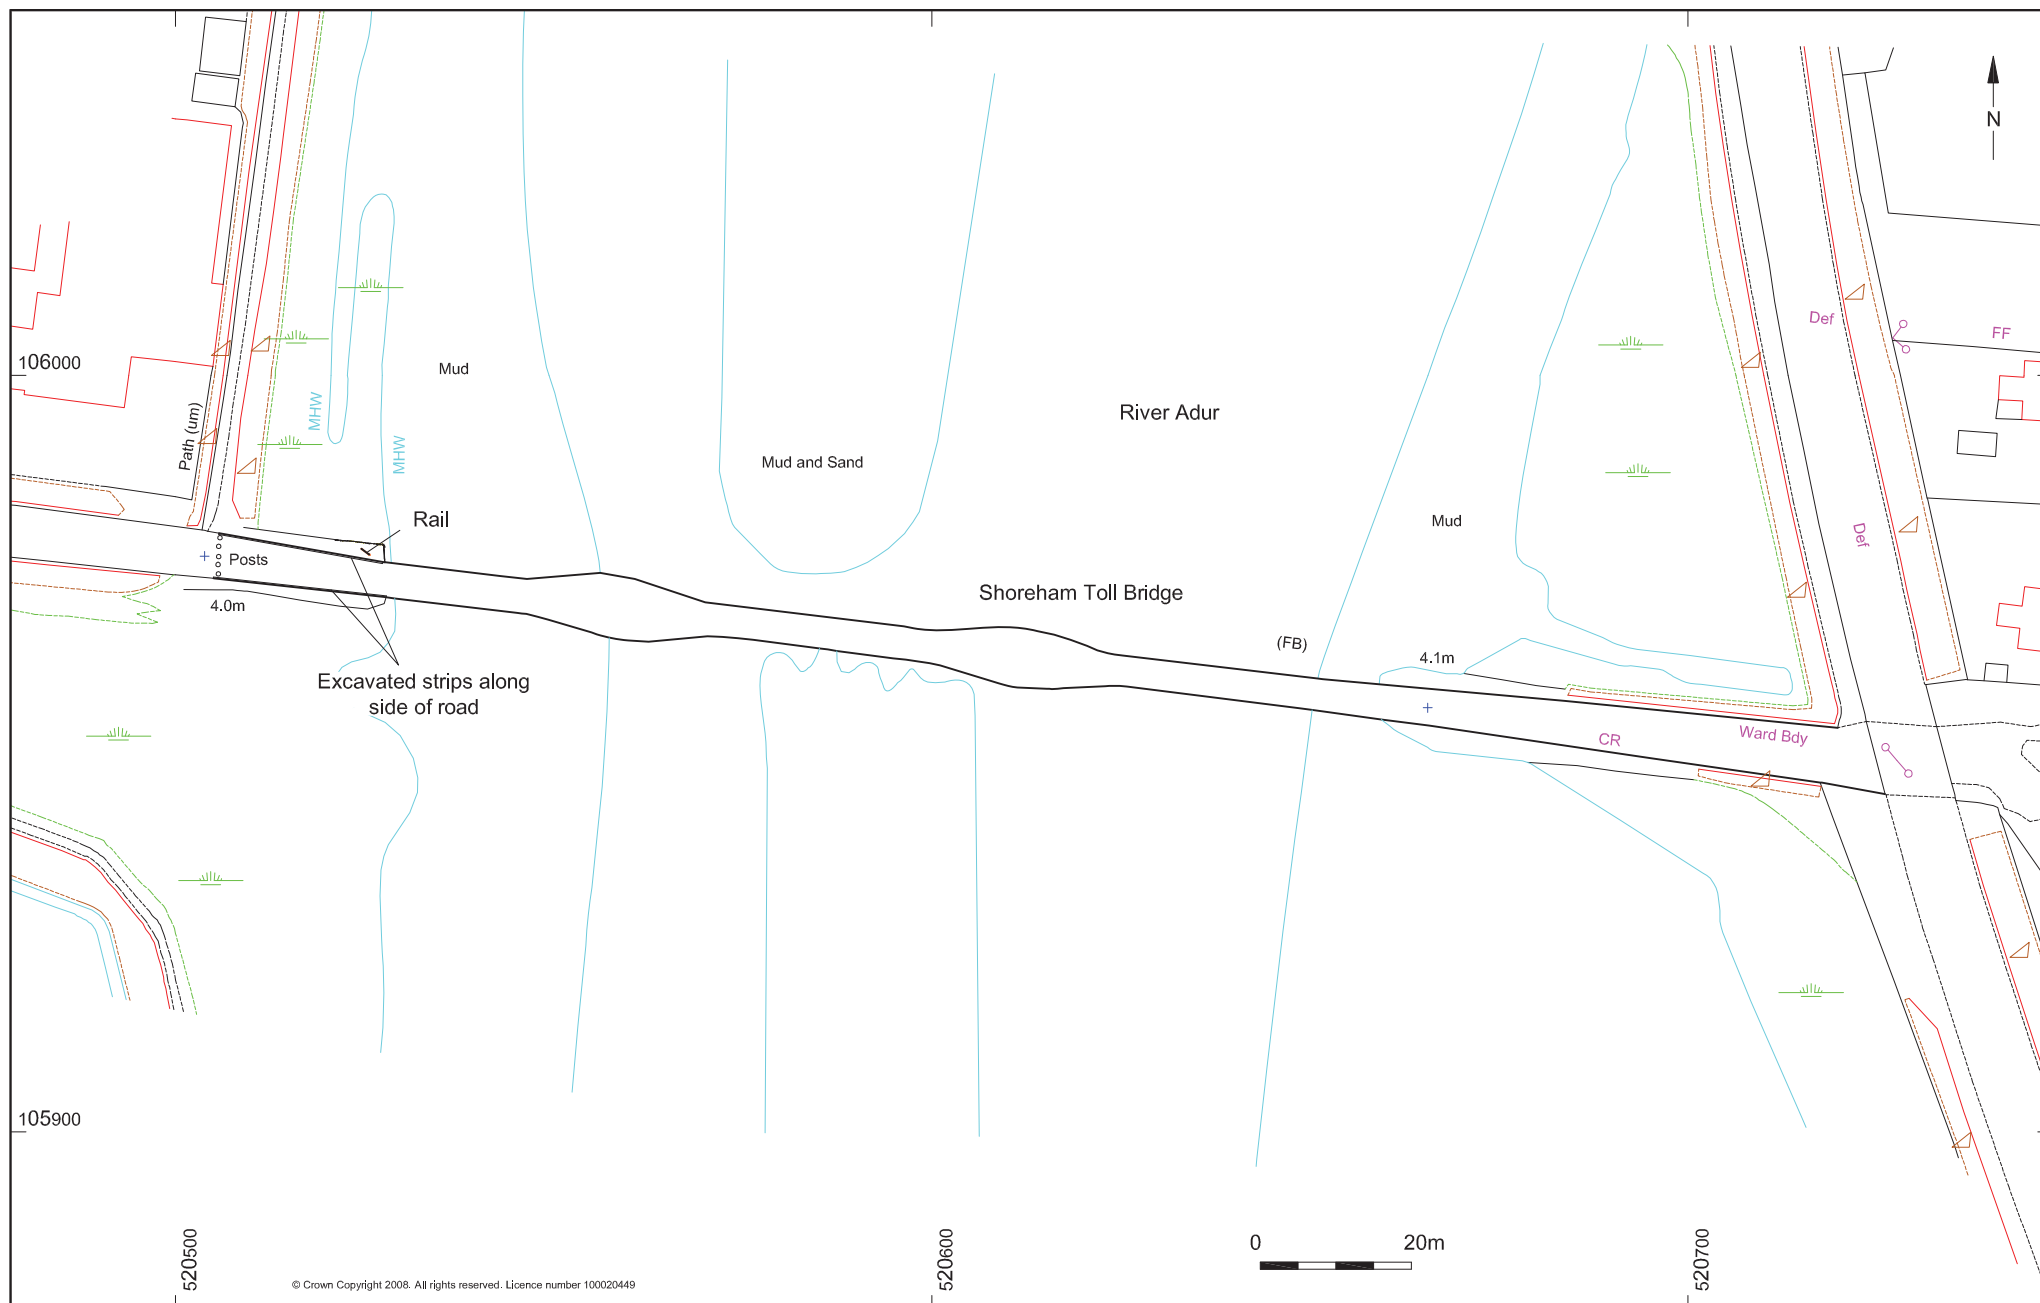 N
Def
FF
106000
Mud
MHW
River Adur
Path (um)
MHW
Mud and Sand
Rail
Mud
Def
Posts
4.0m
Shoreham Toll Bridge
(FB)
4.1m
Excavated strips along
side of road
CR
Ward Bdy
105900
520500
520600
520700
0 20m
© Crown Copyright 2008. All rights reserved. Licence number 100020449